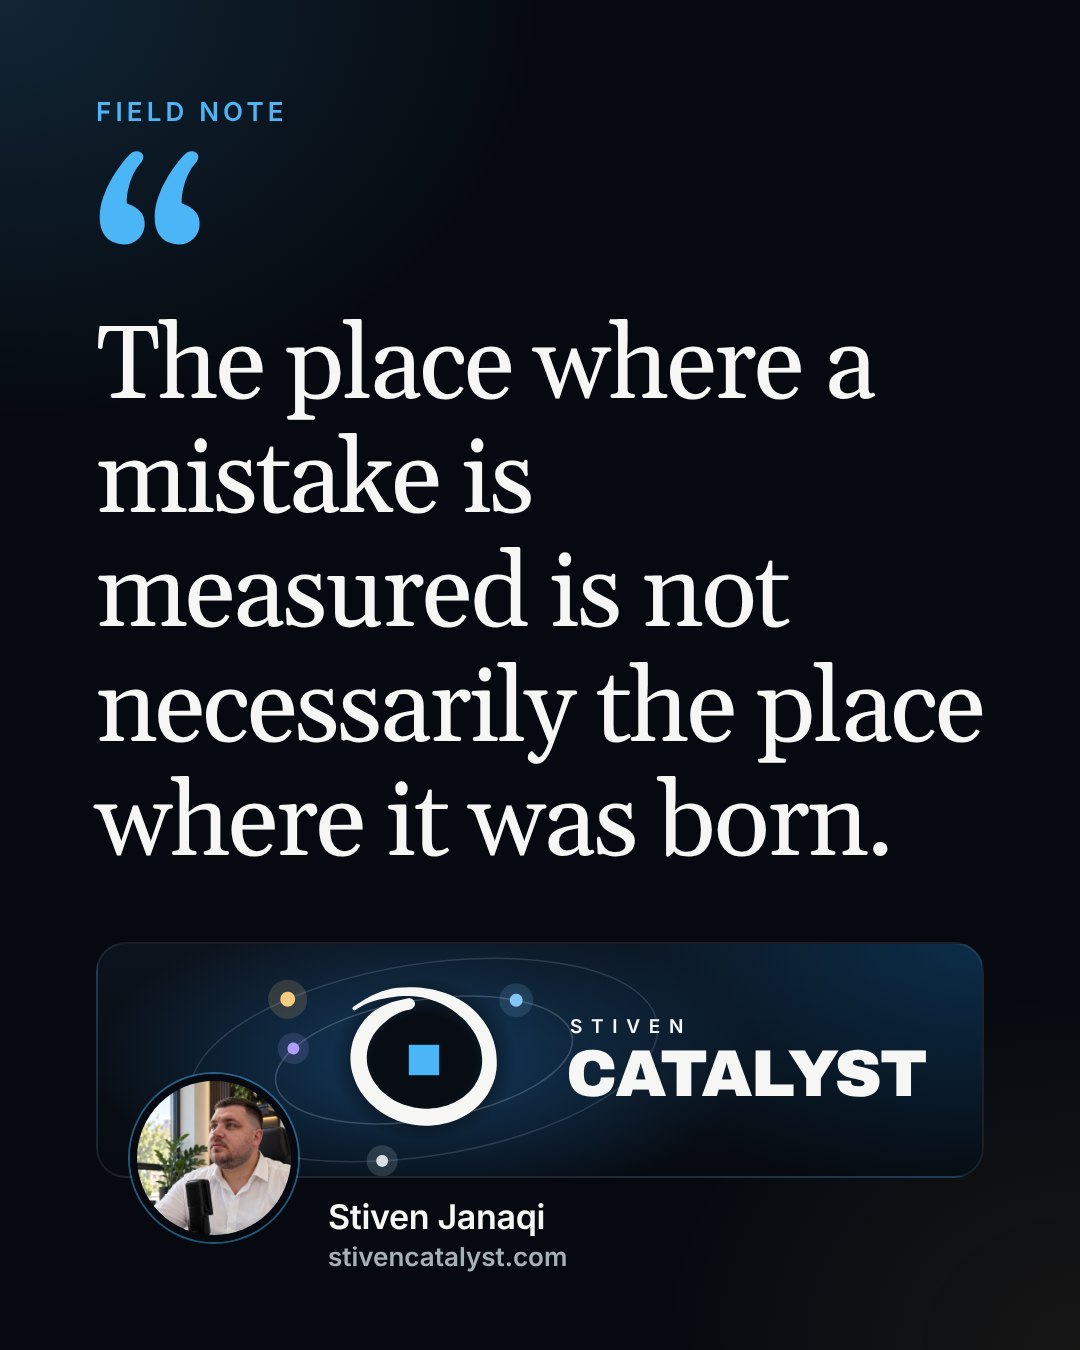 FIELD NOTE
“
The place where a
mistake is
measured is not
necessarily the place
where it was born.
STIVEN
CATALYST
Stiven Janaqi
stivencatalyst.com